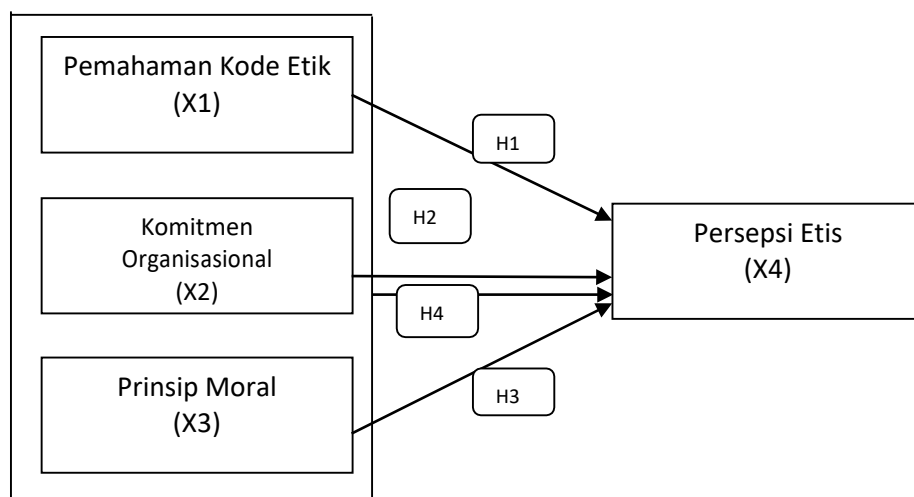 Pemahaman Kode Etik
(X1)
H1
Komitmen
Organisasional
(X2)
H2
Persepsi Etis
(X4)
H4
Prinsip Moral
(X3)
H3